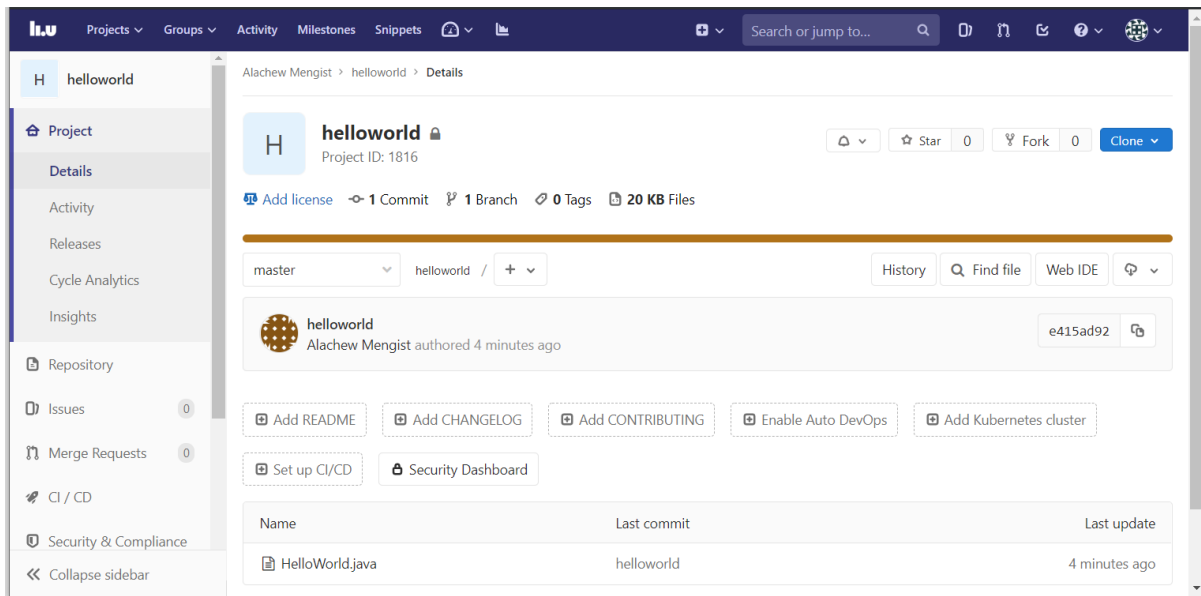 li.u Projects Groups Activity Milestones Snippets Search or jump to...
H helloworld
Project
Details
Activity
Releases
Cycle Analytics
Insights
Repository
Issues 0
Merge Requests 0
CI / CD
Security & Compliance
Collapse sidebar
Alachew Mengist > helloworld > Details
H
helloworld
Project ID: 1816
Star 0 Fork 0 Clone
Add license 1 Commit 1 Branch 0 Tags 20 KB Files
master helloworld / + History Find file Web IDE
helloworld
Alachew Mengist authored 4 minutes ago
e415ad92
Add README Add CHANGELOG Add CONTRIBUTING Enable Auto DevOps Add Kubernetes cluster
Set up CI/CD Security Dashboard
Name Last commit Last update
HelloWorld.java helloworld 4 minutes ago